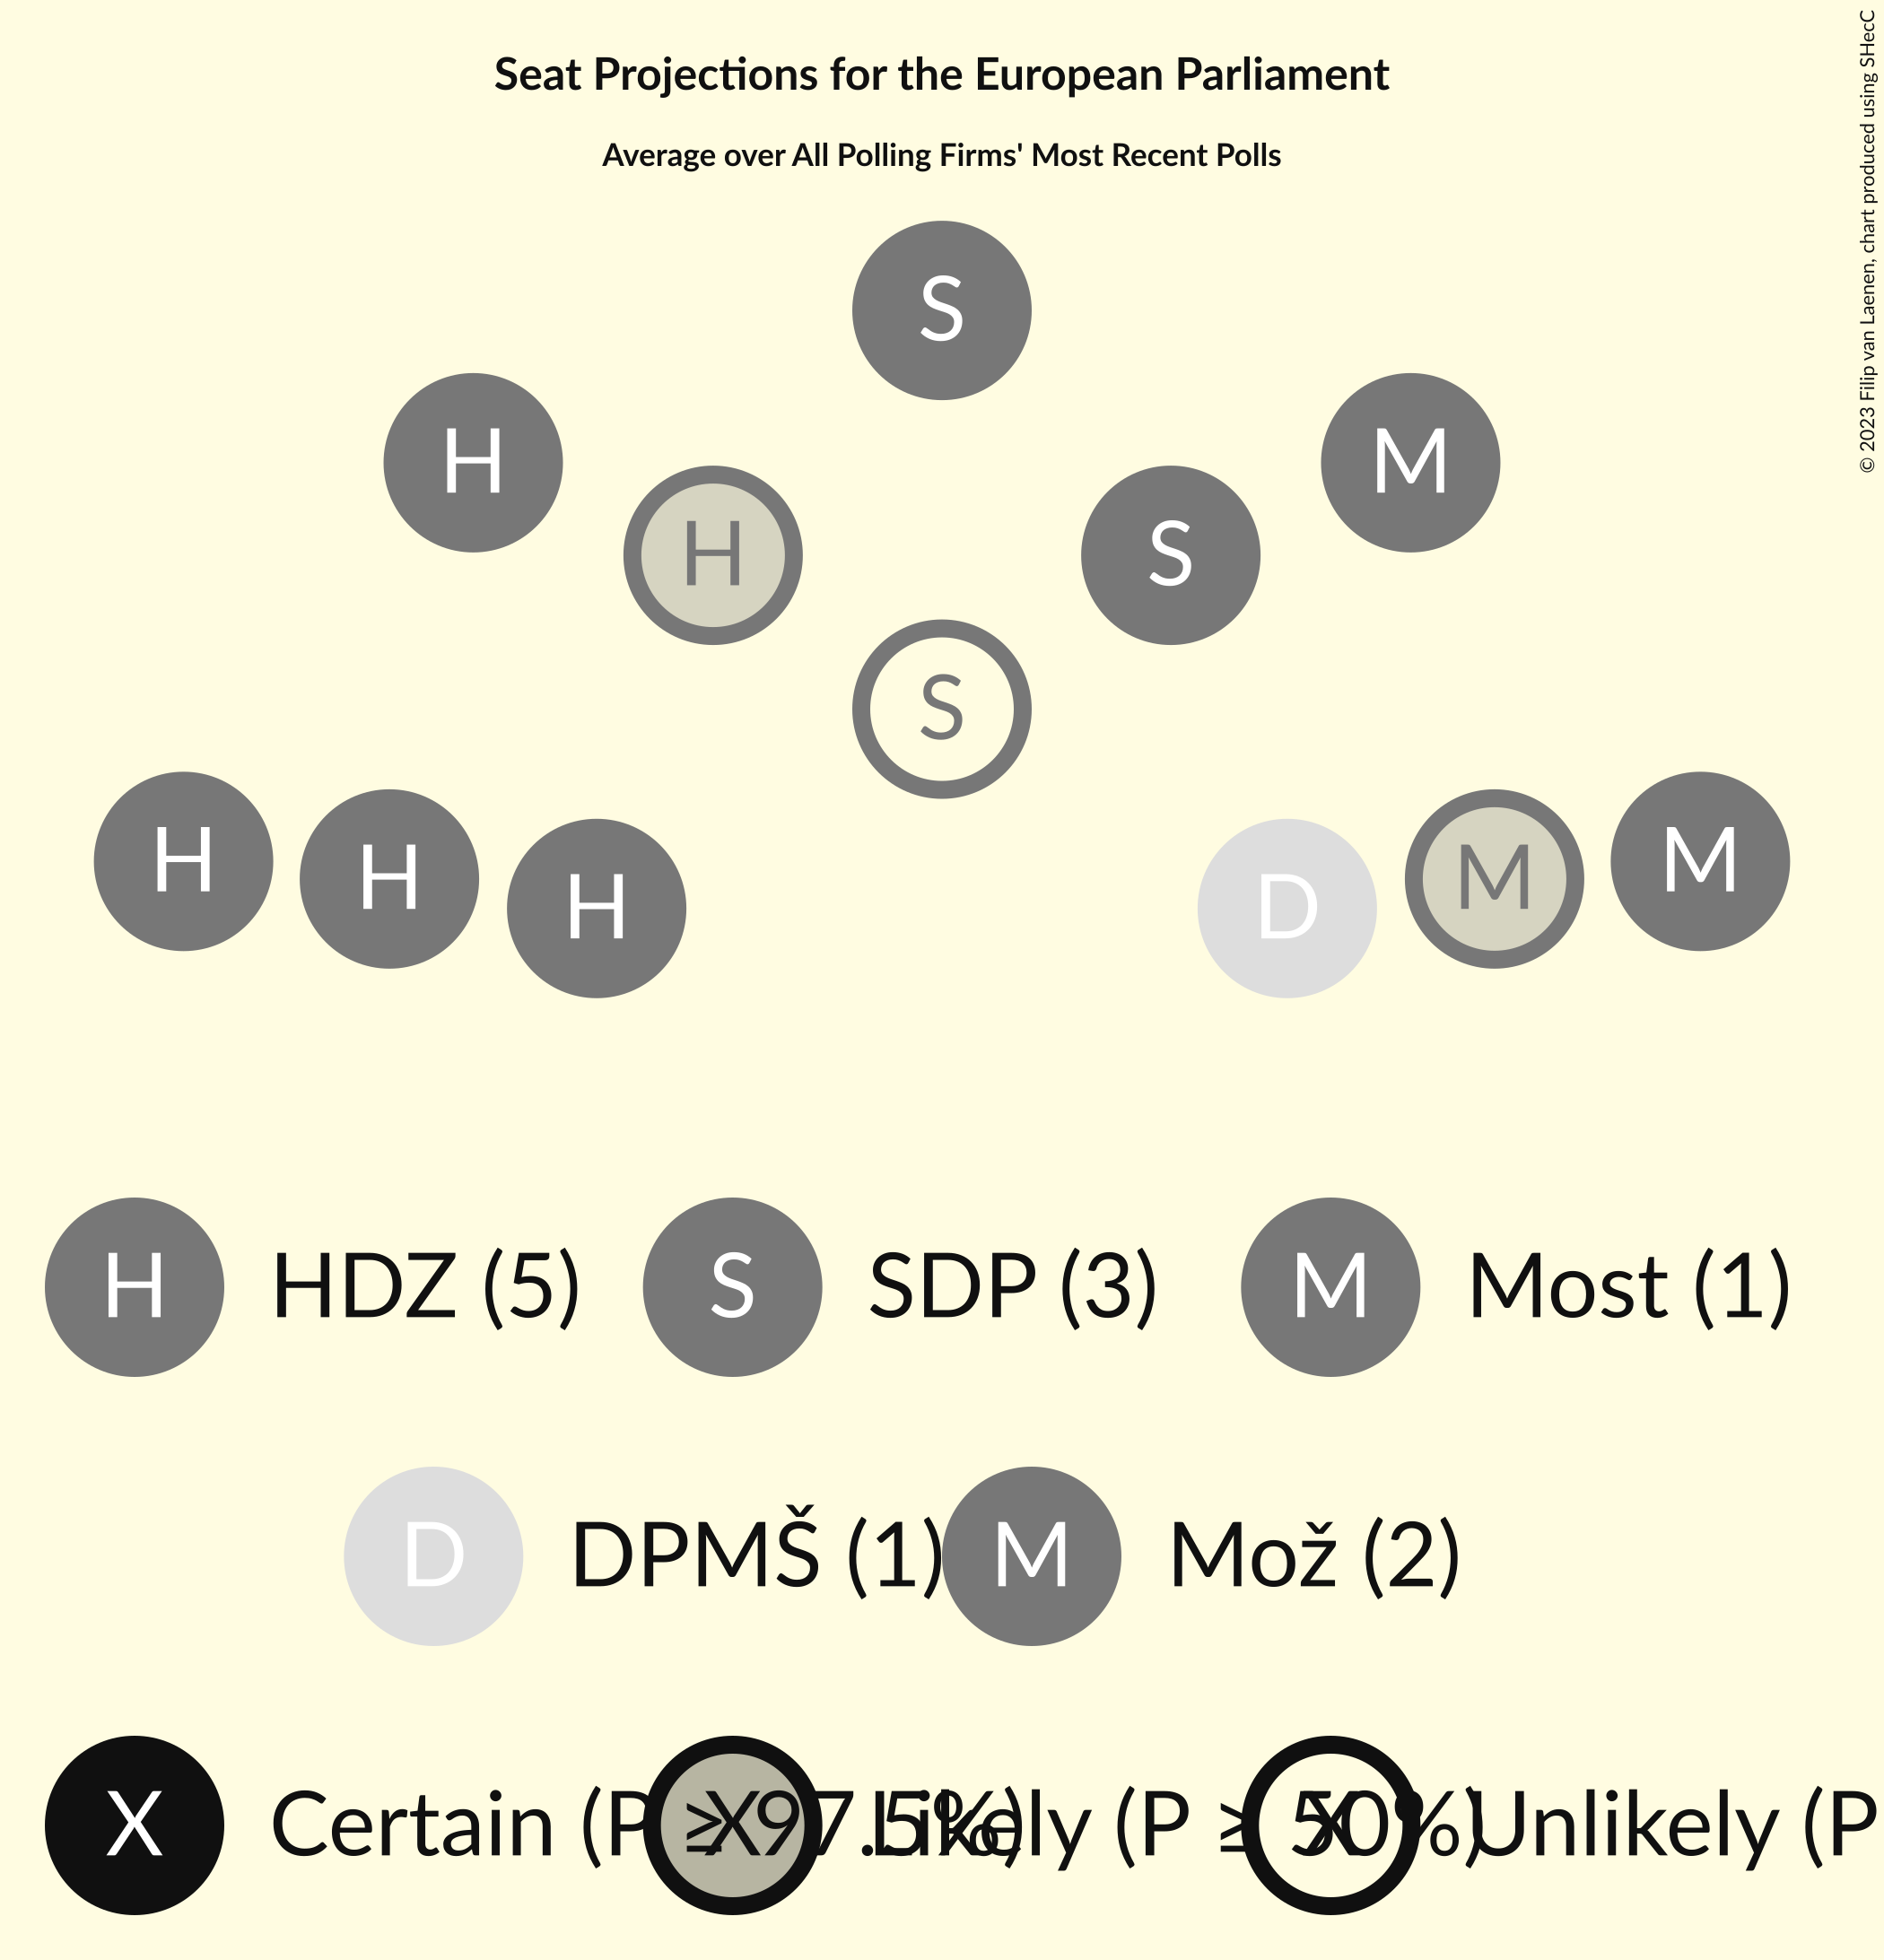 Seat Projections for the European Parliament
Average over All Polling Firms' Most Recent Polls
© 2023 Filip van Laenen, chart produced using SHecC
S
H
M
H
S
S
H
H
H
D
M
M
H HDZ (5) S SDP (3) M Most (1)
D DPMŠ (1) M Mož (2)
X Certain (P ≥ 97.5%) X Likely (P ≥ 50%) X Unlikely (P